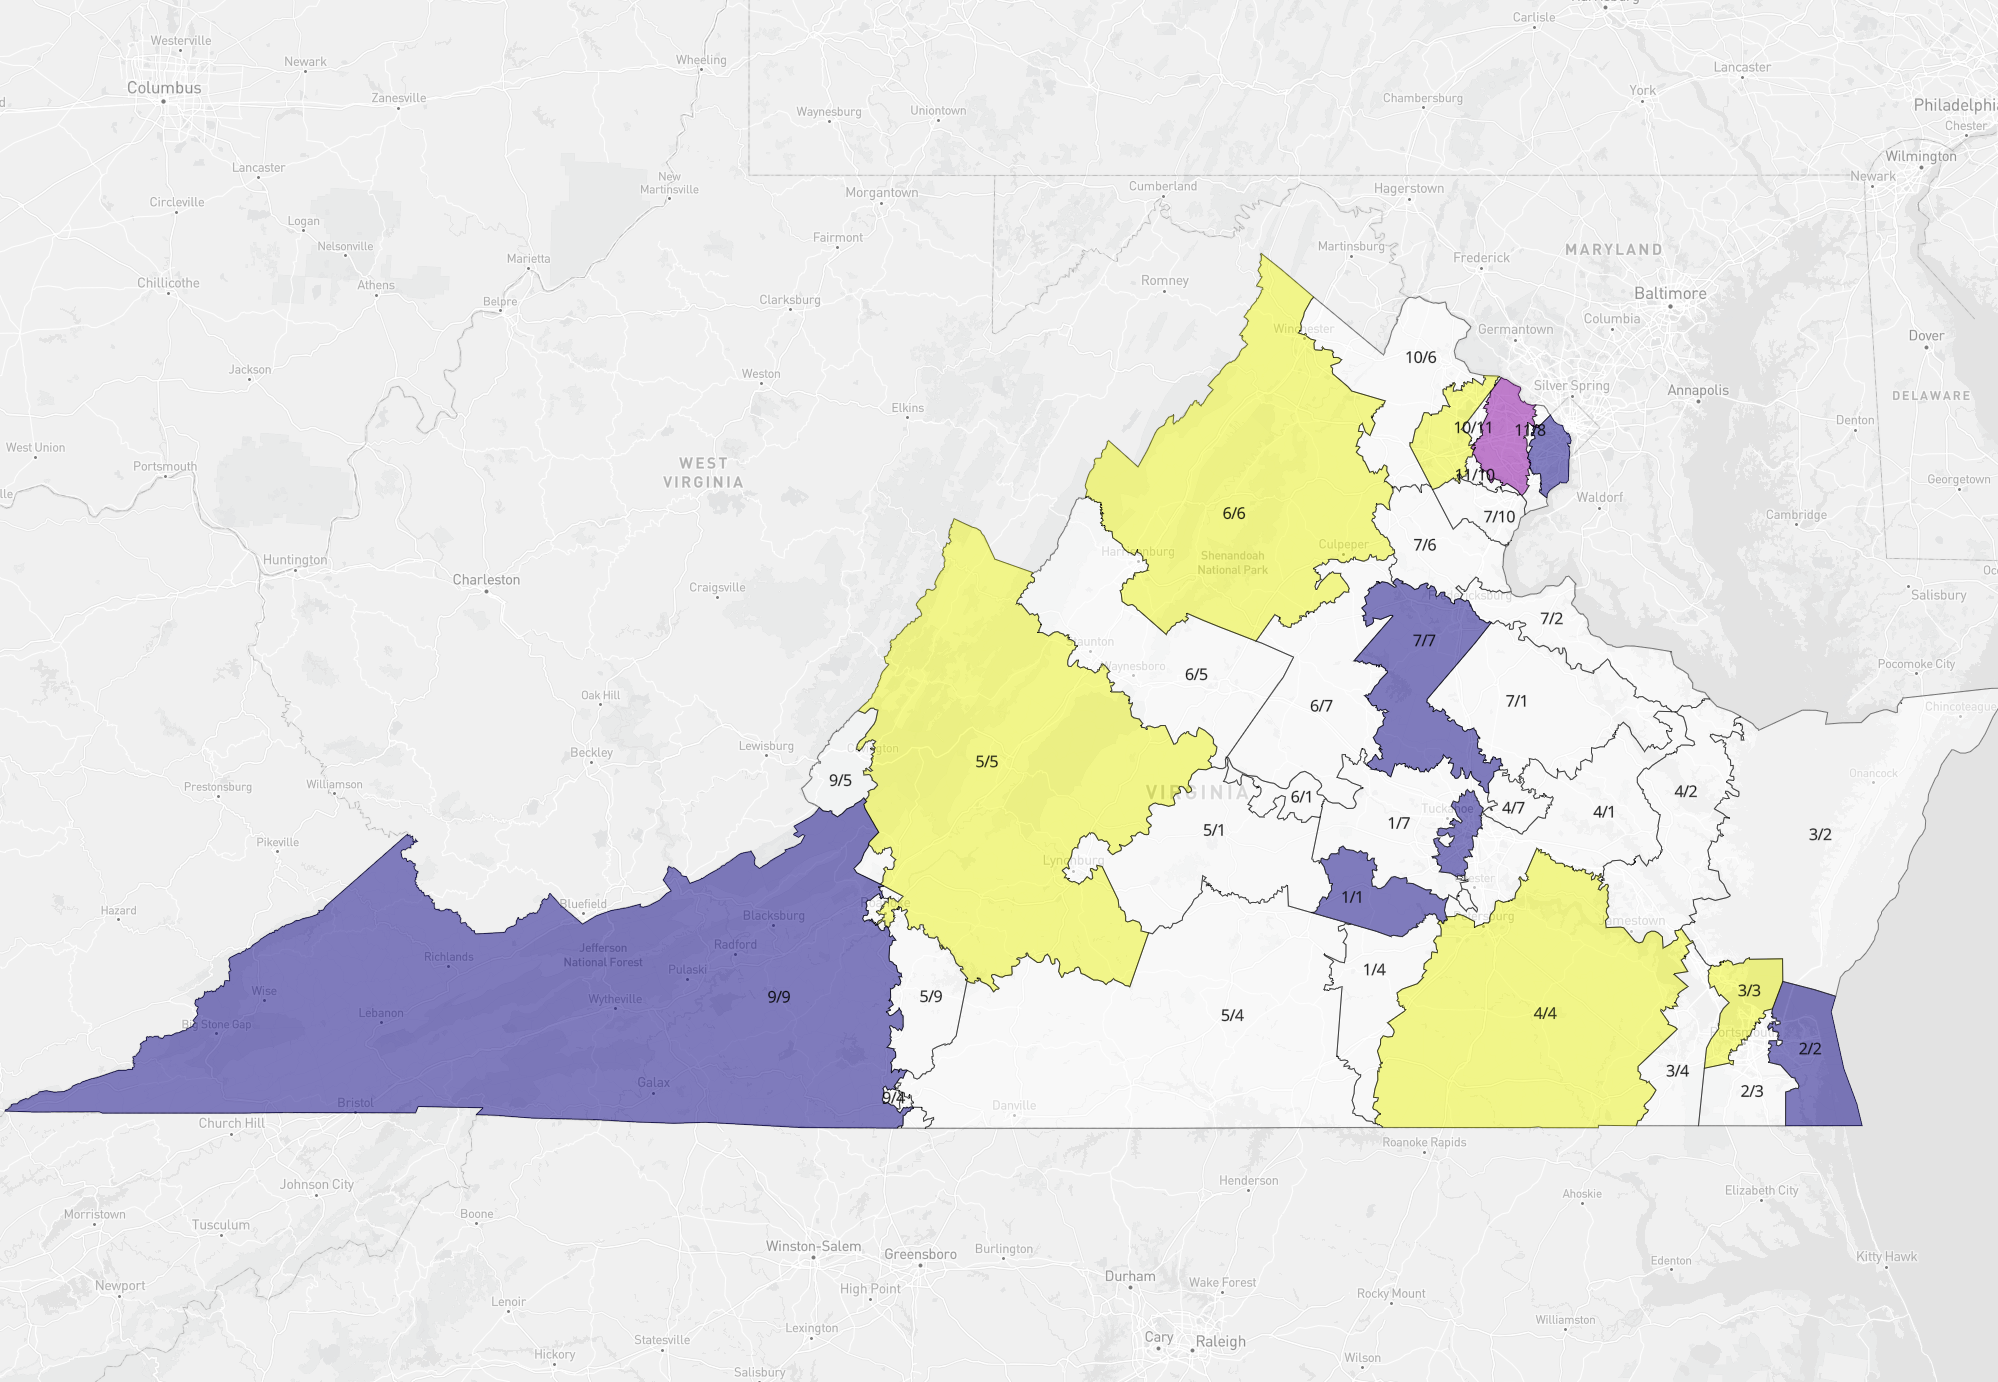 Harrisburg
Carlisle
Westerville
Newark
Wheeling
Lancaster
Columbus
Zanesville
Waynesburg
Uniontown
Chambersburg
York
Philadelphia
Chester
Lancaster
Wilmington
New
Martinsville
Morgantown
Cumberland
Hagerstown
Newark
Circleville
Logan
Nelsonville
Fairmont
Martinsburg
MARYLAND
Marietta
Frederick
Chillicothe
Athens
Belpre
Clarksburg
Romney
Baltimore
Columbia
Winchester
Germantown
Dover
10/6
Jackson
Weston
Silver Spring
Annapolis
DELAWARE
Elkins
Denton
10/11
11/8
West Union
Portsmouth
WEST
VIRGINIA
11/10
Georgetown
Waldorf
6/6
7/10
Cambridge
Harrisonburg
Shenandoah
National Park
Culpeper
7/6
Huntington
Charleston
Craigsville
Fredericksburg
Salisbury
7/2
Staunton
7/7
Waynesboro
6/5
Pocomoke City
Oak Hill
6/7
7/1
Chincoteague
Lewisburg
Covington
Beckley
5/5
9/5
Onancock
Prestonsburg
Williamson
VIRGINIA
6/1
4/2
Tuckahoe
4/7
4/1
1/7
5/1
3/2
Pikeville
Lynchburg
Chester
1/1
Hazard
Bluefield
Roanoke
Blacksburg
Petersburg
Jamestown
Jefferson
National Forest
Radford
Richlands
Pulaski
1/4
Wise
Wytheville
9/9
5/9
3/3
Lebanon
5/4
4/4
Big Stone Gap
Portsmouth
2/2
3/4
Galax
2/3
9/4
Bristol
Danville
Church Hill
Roanoke Rapids
Johnson City
Henderson
Ahoskie
Elizabeth City
Morristown
Boone
Tusculum
Winston-Salem
Greensboro
Burlington
Edenton
Kitty Hawk
Newport
High Point
Durham
Wake Forest
Rocky Mount
Lenoir
Lexington
Williamston
Statesville
Cary
Raleigh
Hickory
Salisbury
Wilson